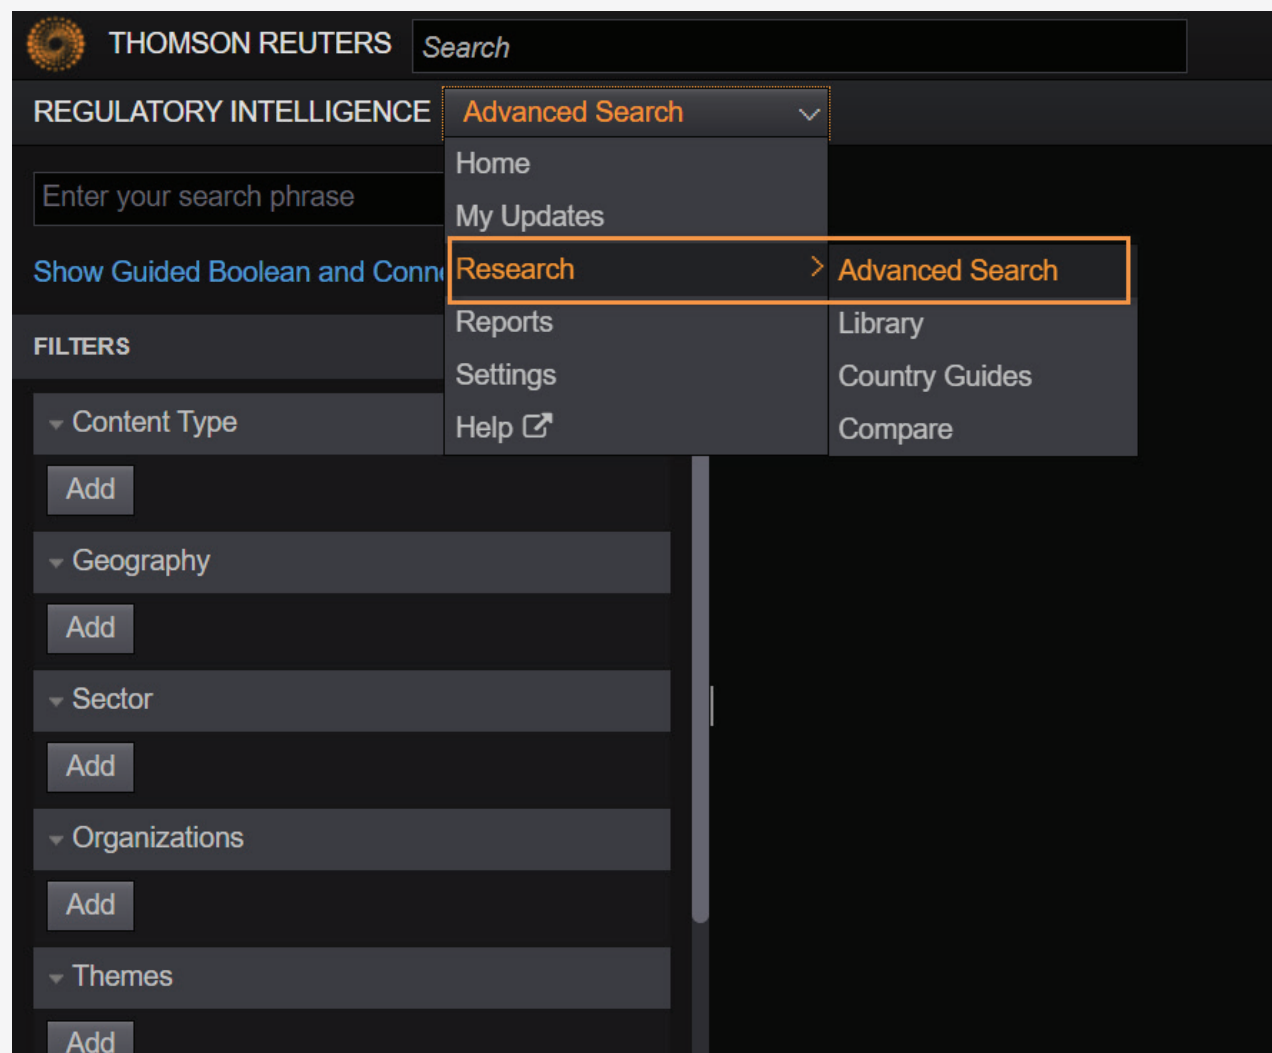 THOMSON REUTERS
Search
REGULATORY INTELLIGENCE
Advanced Search
Home
My Updates
Research
Reports
Settings
Help
Advanced Search
Library
Country Guides
Compare
Enter your search phrase
Show Guided Boolean and
FILTERS
Content Type
Add
Geography
Add
Sector
Add
Organizations
Add
Themes
Add